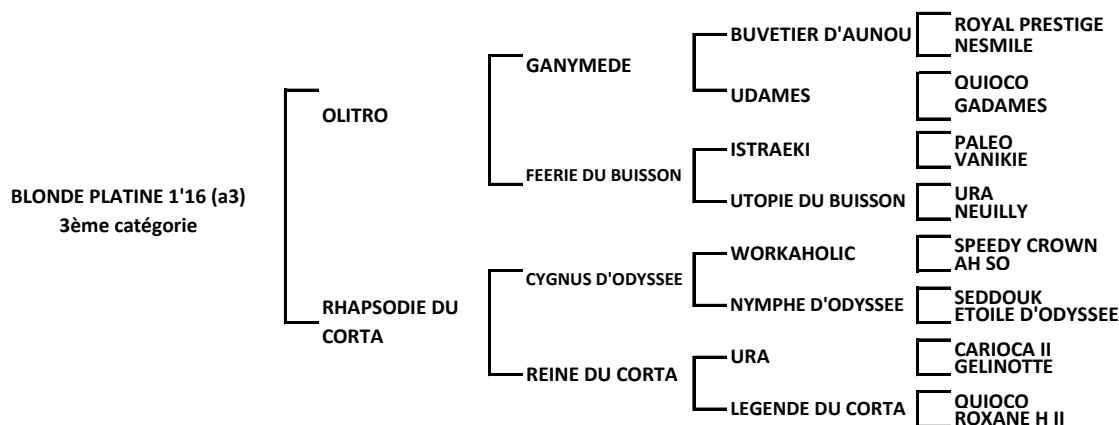 BLONDE PLATINE 1'16 (a3)
3ème catégorie
OLITRO
RHAPSODIE DU
CORTA
GANYMEDE
FEERIE DU BUISSON
CYGNUS D'ODYSSEE
REINE DU CORTA
BUVETIER D'AUNOU
UDAMES
ISTRAEKI
UTOPIE DU BUISSON
WORKAHOLIC
NYMPHE D'ODYSSEE
URA
LEGENDE DU CORTA
ROYAL PRESTIGE
NESMILE
QUIOCO
GADAMES
PALEO
VANIKIE
URA
NEUILLY
SPEEDY CROWN
AH SO
SEDDOUK
ETOILE D'ODYSSEE
CARIOCA II
GELINOTTE
QUIOCO
ROXANE H II